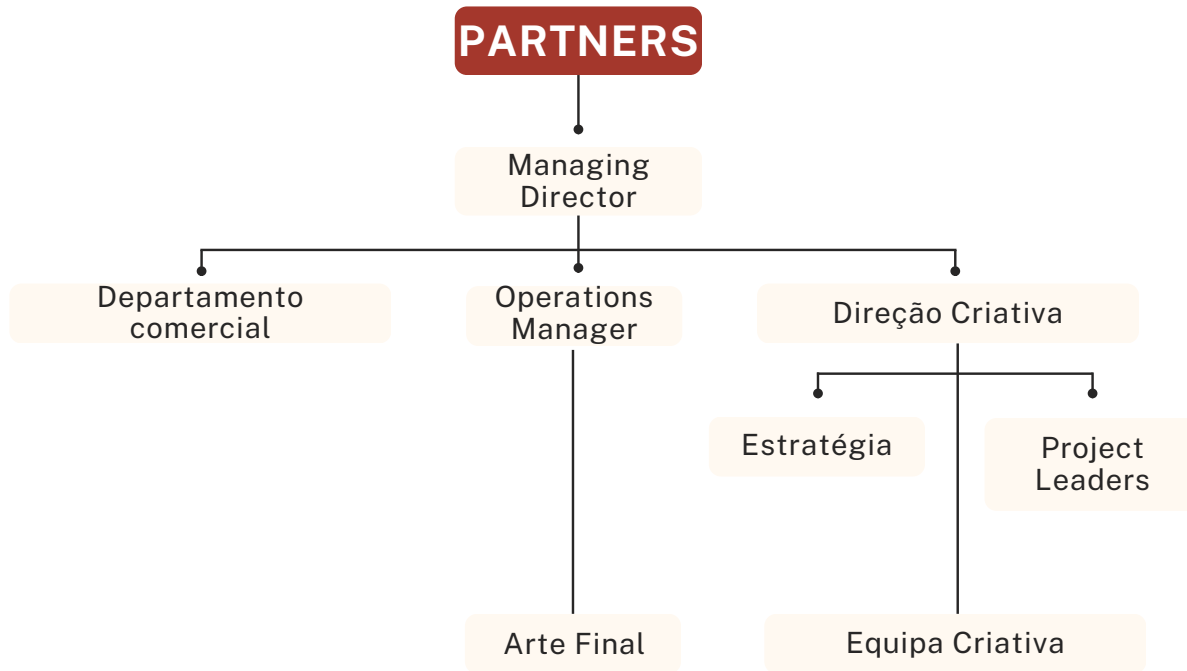 PARTNERS
Managing
Director
Departamento
comercial
Operations
Manager
Direção Criativa
Estratégia
Project
Leaders
Arte Final
Equipa Criativa